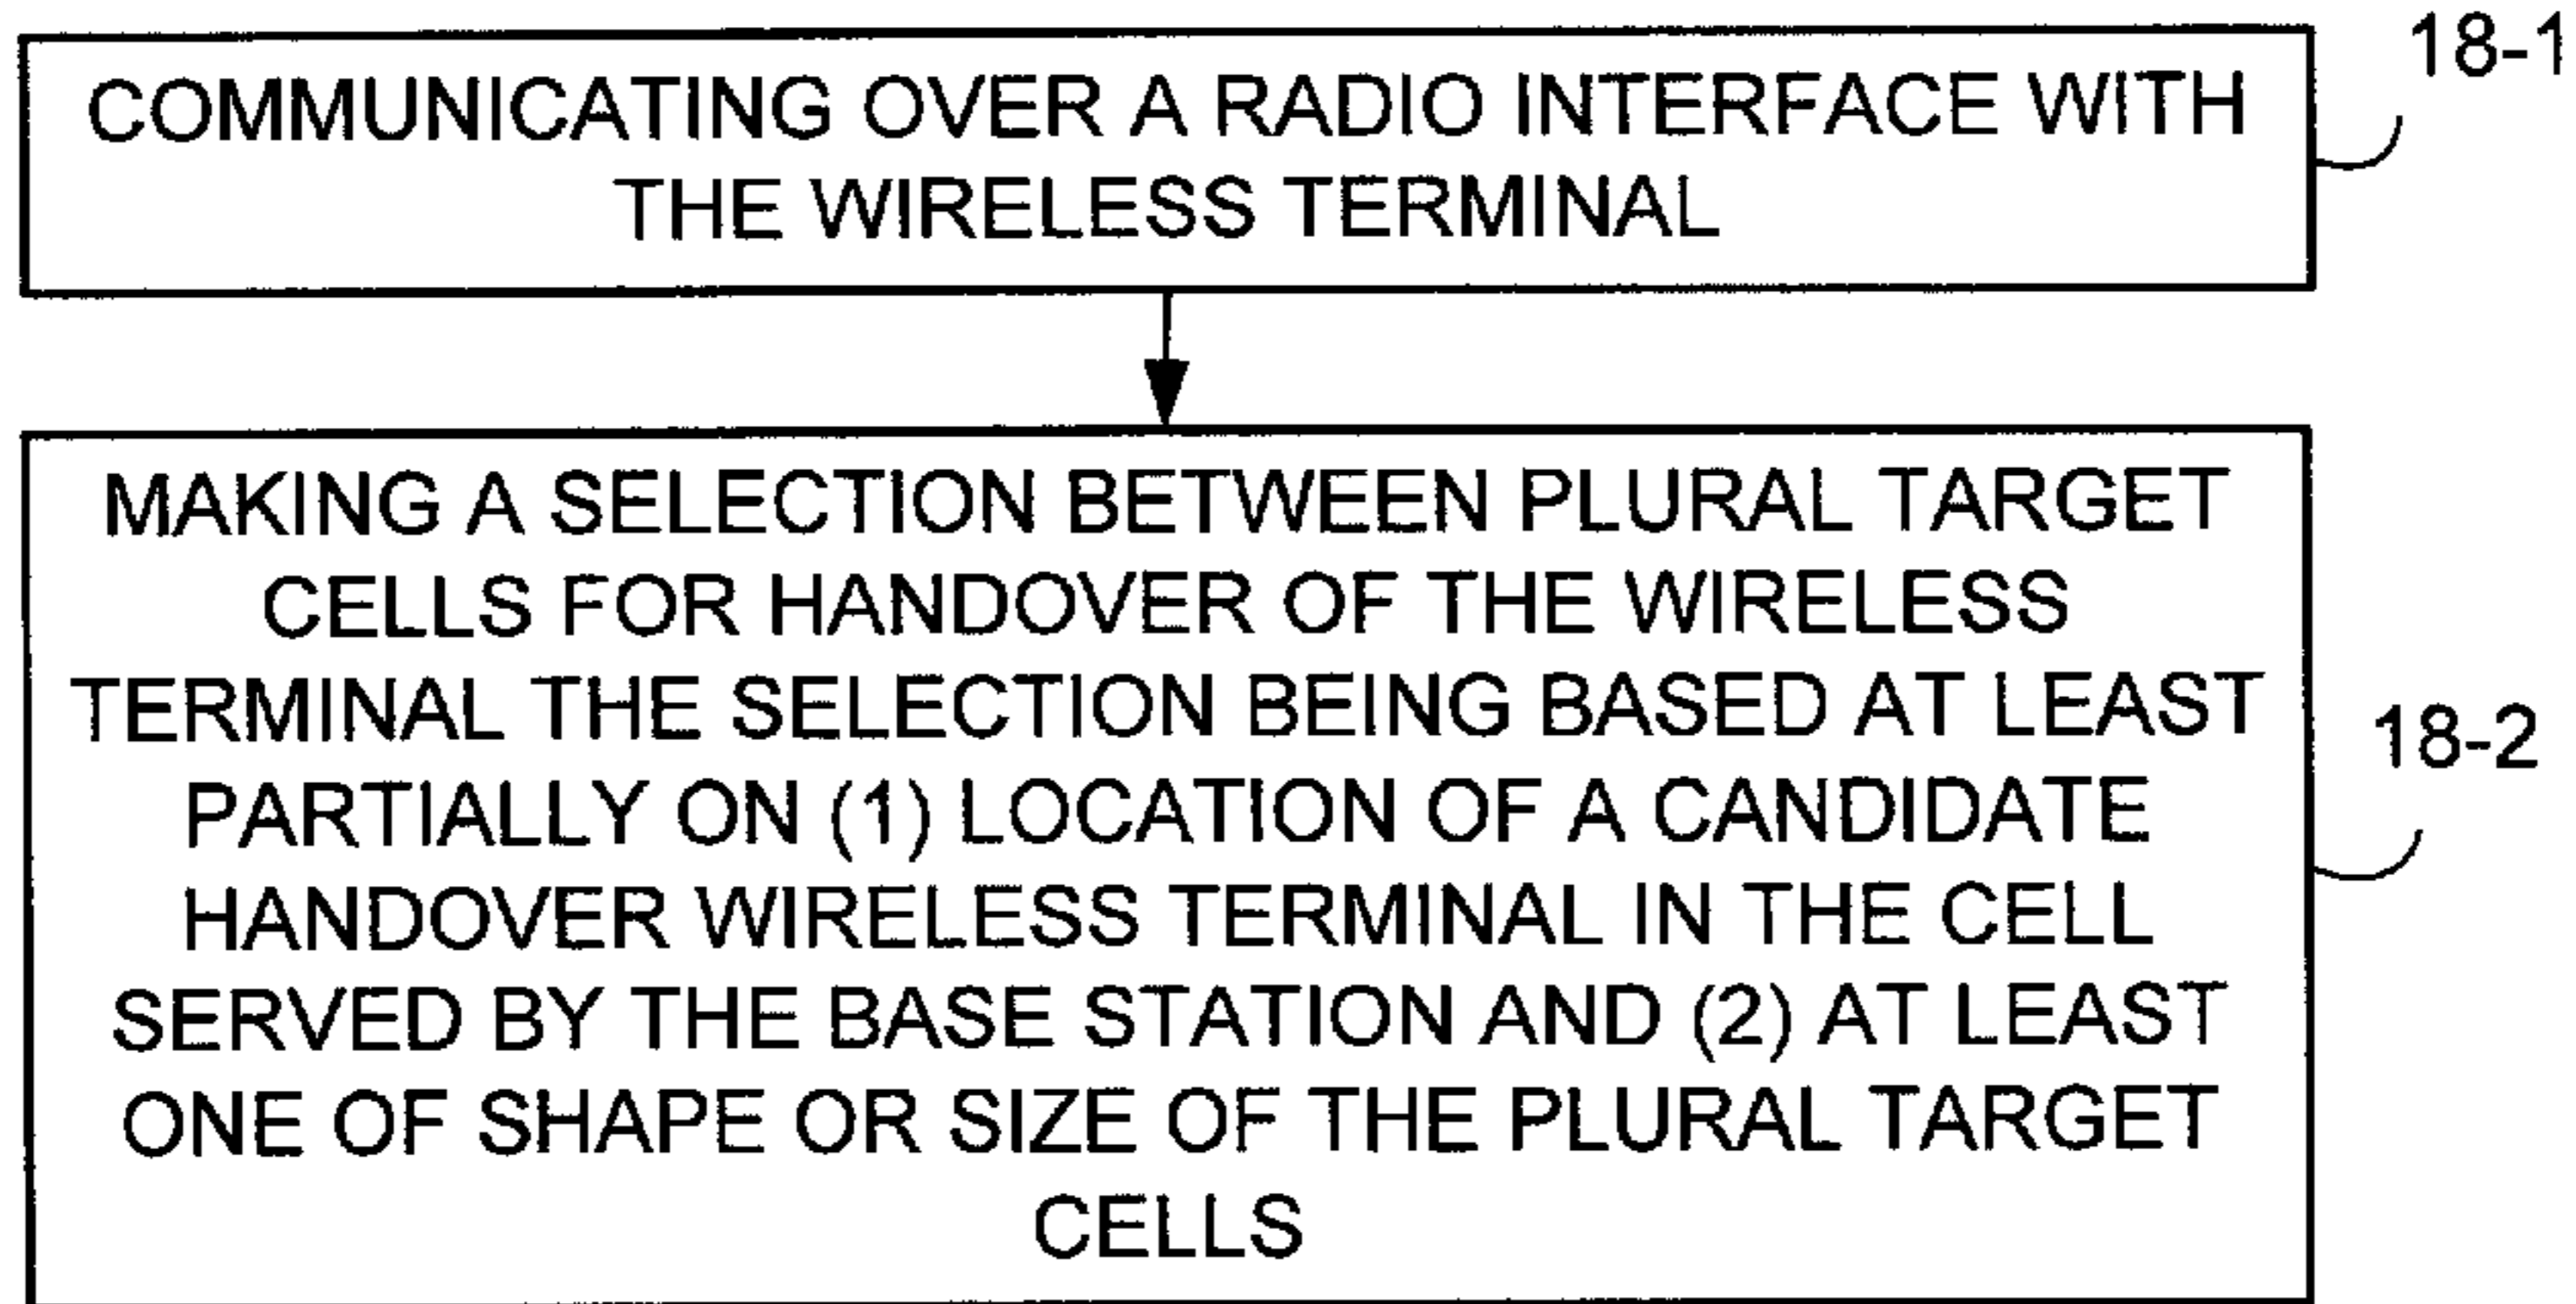 COMMUNICATING OVER A RADIO INTERFACE WITH
THE WIRELESS TERMINAL
18-1
MAKING A SELECTION BETWEEN PLURAL TARGET
CELLS FOR HANDOVER OF THE WIRELESS
TERMINAL THE SELECTION BEING BASED AT LEAST
PARTIALLY ON (1) LOCATION OF A CANDIDATE
HANDOVER WIRELESS TERMINAL IN THE CELL
SERVED BY THE BASE STATION AND (2) AT LEAST
ONE OF SHAPE OR SIZE OF THE PLURAL TARGET
CELLS
18-2